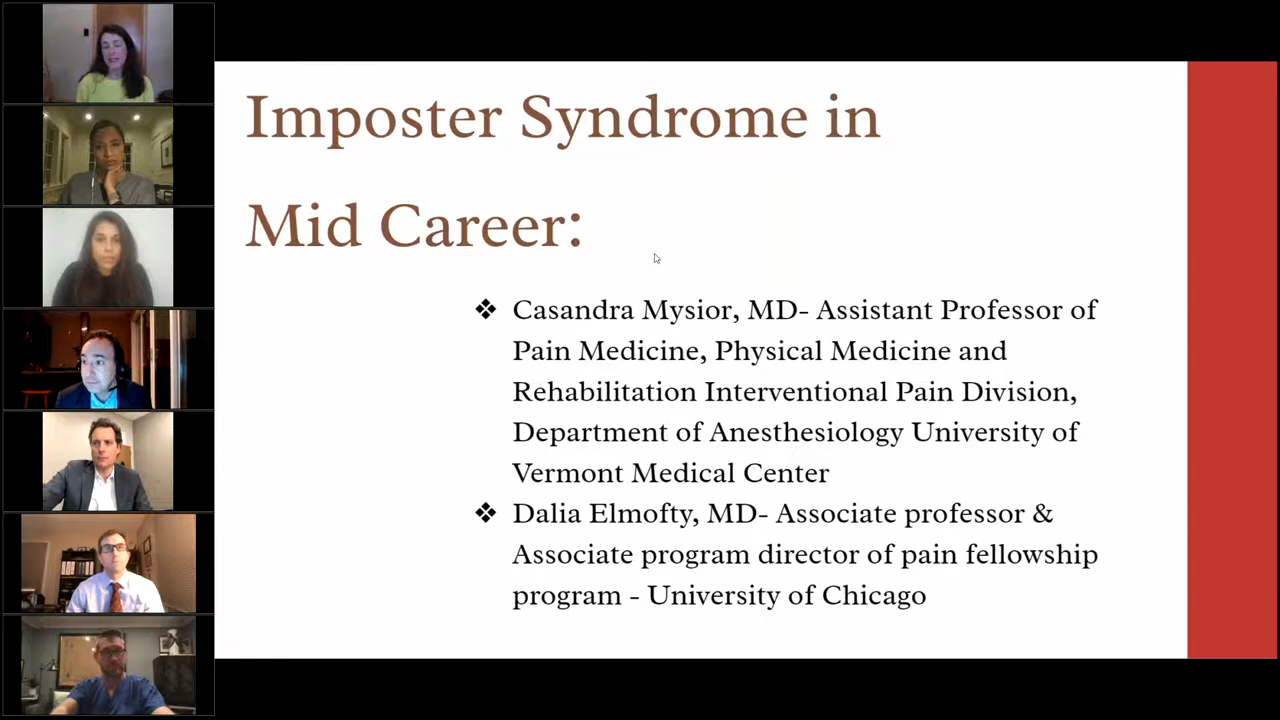 Imposter Syndrome in
Mid Career:
❖ Casandra Mysior, MD- Assistant Professor of
Pain Medicine, Physical Medicine and
Rehabilitation Interventional Pain Division,
Department of Anesthesiology University of
Vermont Medical Center
❖ Dalia Elmofty, MD- Associate professor &
Associate program director of pain fellowship
program - University of Chicago